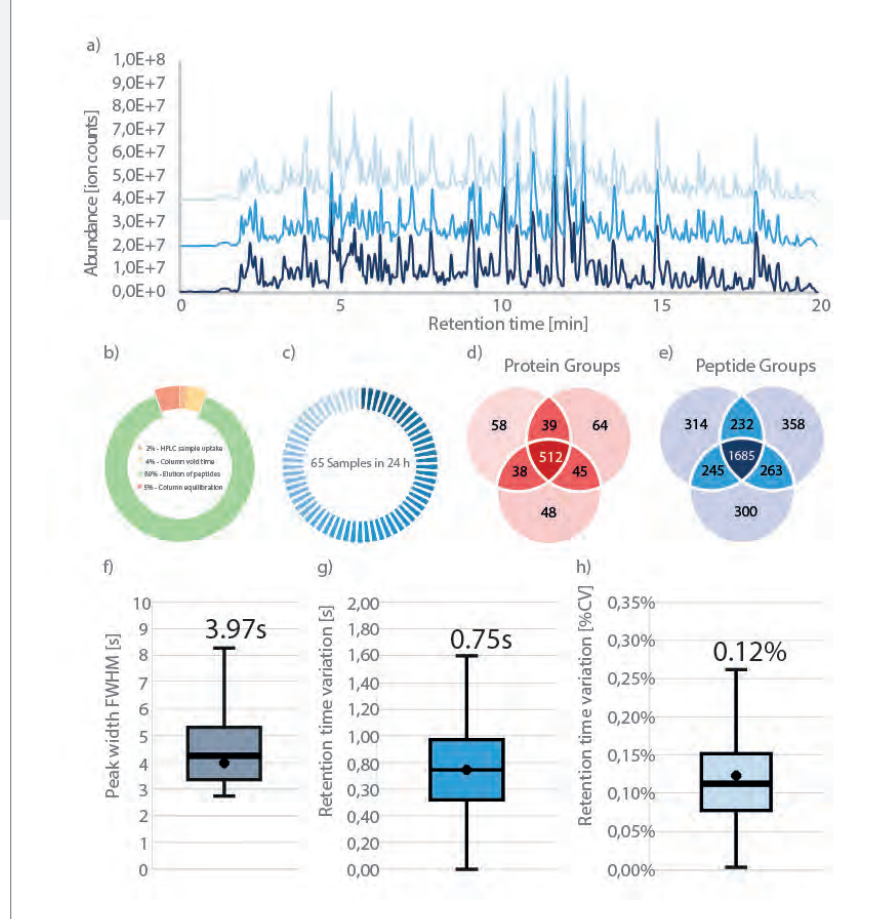 a)
Abundance [ion counts]
1,0E+8
9,0E+7
8,0E+7
7,0E+7
6,0E+7
5,0E+7
4,0E+7
3,0E+7
2,0E+7
1,0E+7
0,0E+0
0 5 10 15 20
Retention time [min]
b)
2% - HPLC sample uptake
4% - Column void time
89% - Elution of peptides
5% - Column equilibration
c)
65 Samples in 24 h
d)
Protein Groups
58 39 64
512
38 45
48
e)
Peptide Groups
314 232 358
1685
245 263
300
f)
Peak width FWHM [s]
10
9
8
7
6
5
4
3
2
1
0
3.97s
g)
Retention time variation [s]
2,00
1,80
1,60
1,40
1,20
1,00
0,80
0,30
0,40
0,20
0,00
0.75s
h)
Retention time variation [%CV]
0,35%
0,30%
0,25%
0,20%
0,15%
0,10%
0,05%
0,00%
0.12%